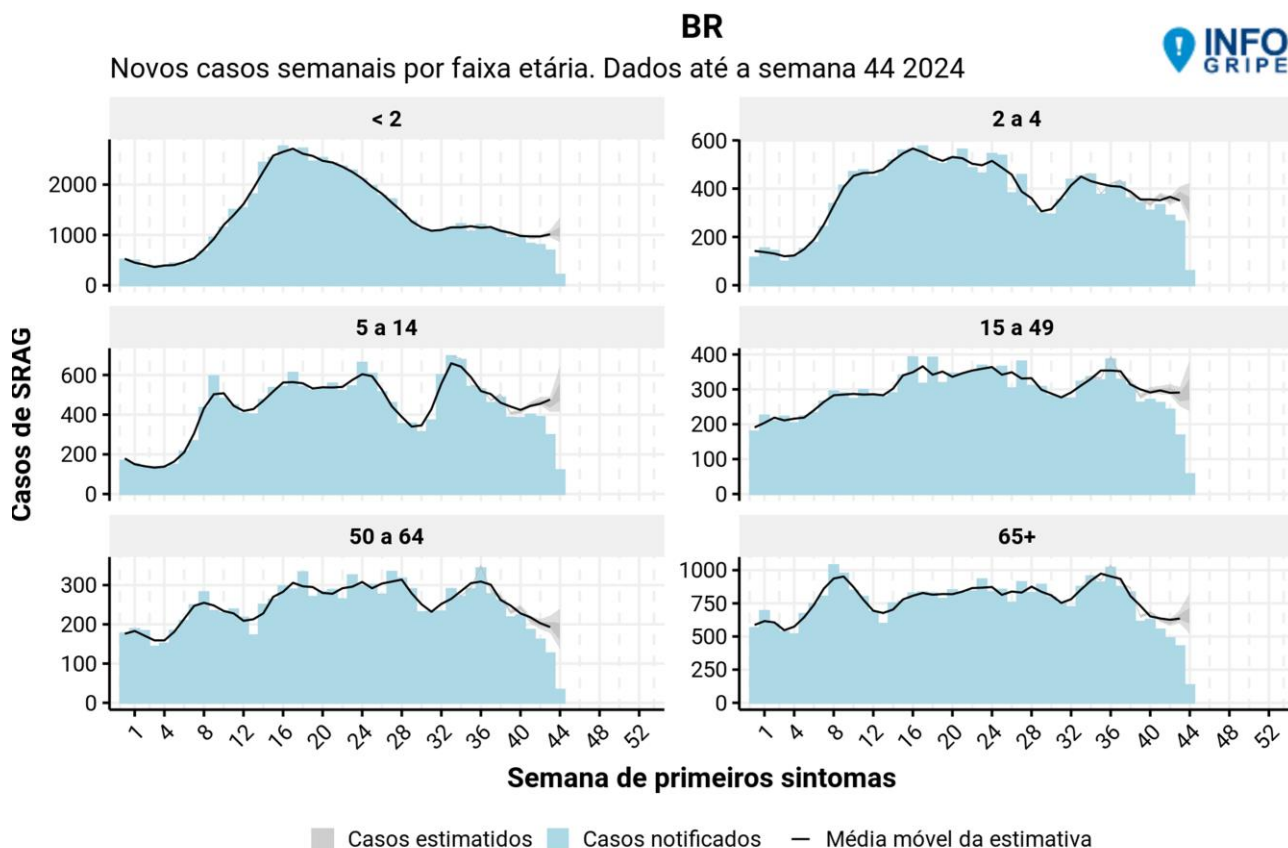 BR
INFO
GRIPE
Novos casos semanais por faixa etária. Dados até a semana 44 2024
< 2
2000
1000
0
2 a 4
600
400
200
0
5 a 14
600
400
200
0
15 a 49
400
300
200
100
0
50 a 64
300
200
100
0
65+
1000
750
500
250
0
Casos de SRAG
1 4 8 12 16 20 24 28 32 36 40 44 48 52
1 4 8 12 16 20 24 28 32 36 40 44 48 52
Semana de primeiros sintomas
Casos estimatidos Casos notificados Média móvel da estimativa